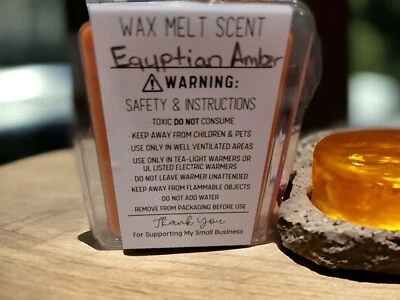 WAX MELT SCENT
Egyptian Amber
⚠WARNING:
SAFETY & INSTRUCTIONS
· TOXIC DO NOT CONSUME
· KEEP AWAY FROM CHILDREN & PETS
· USE ONLY IN WELL VENTILATED AREAS
· USE ONLY IN TEA-LIGHT WARMERS OR
UL LISTED ELECTRIC WARMERS
· DO NOT LEAVE WARMER UNATTENDED
· KEEP AWAY FROM FLAMMABLE OBJECTS
· DO NOT ADD WATER
· REMOVE FROM PACKAGING BEFORE USE
Thank You
For Supporting My Small Business